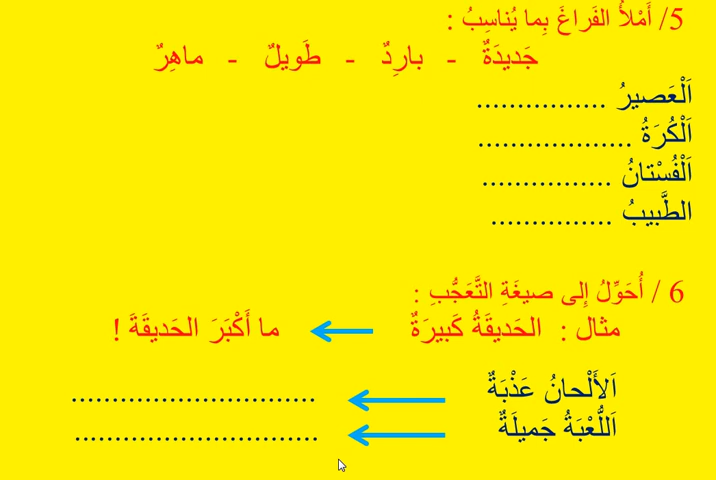 5/ أَمْلأُ الفَراغَ بِما يُناسِبُ :
جَديدَةٌ - بارِدٌ - طَويلٌ - ماهِرٌ
اَلْعَصيرُ ................
اَلْكُرَةُ ...................
اَلْفُسْتانُ ................
الطَّبيبُ ...............
6 / أُحَوِّلُ إِلى صيغَةِ التَّعَجُّبِ :
مثال : الحَديقَةُ كَبيرَةٌ ← ما أَكْبَرَ الحَديقَةَ !
اَلأَلْحانُ عَذْبَةٌ ← ..............................
اَللُّعْبَةُ جَميلَةٌ ← ..............................